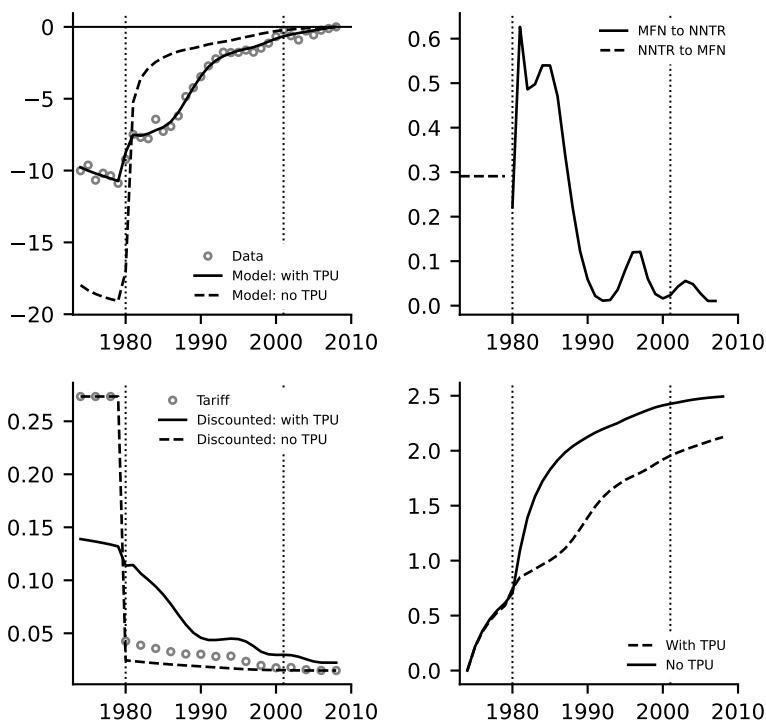 0
−5
−10
−15
−20
1980 1990 2000 2010
Data
Model: with TPU
Model: no TPU
0.6
0.5
0.4
0.3
0.2
0.1
0.0
1980 1990 2000 2010
MFN to NNTR
NNTR to MFN
0.25
0.20
0.15
0.10
0.05
1980 1990 2000 2010
Tariff
Discounted: with TPU
Discounted: no TPU
2.5
2.0
1.5
1.0
0.5
0.0
1980 1990 2000 2010
With TPU
No TPU